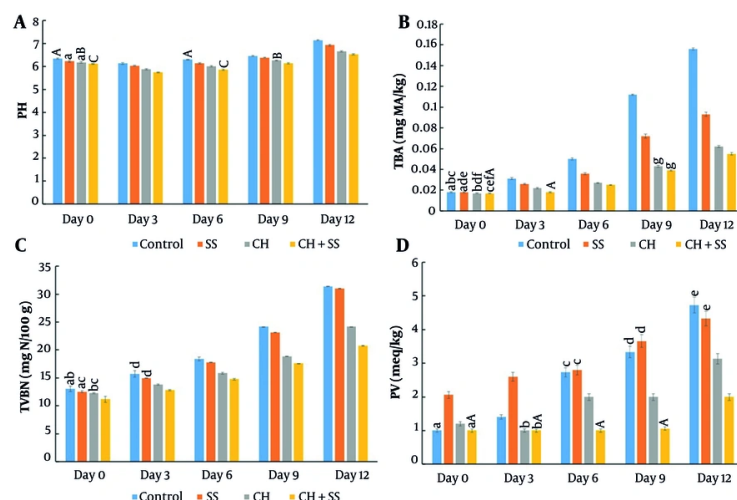 A
PH
8
7
6
5
4
3
2
1
0
A
a
aB
C
A
C
B
Day 0 Day 3 Day 6 Day 9 Day 12
Control SS CH CH + SS
B
TBA (mg MA/kg)
0.18
0.16
0.14
0.12
0.1
0.08
0.06
0.04
0.02
0
abc
ade
bdf
cefA
A
g
g
Day 0 Day 3 Day 6 Day 9 Day 12
Control SS CH CH + SS
C
TVBN (mg N/100 g)
35
30
25
20
15
10
5
0
ab
ac
bc
d
d
Day 0 Day 3 Day 6 Day 9 Day 12
Control SS CH CH + SS
D
PV (meq/kg)
6
5
4
3
2
1
0
a
aA
b
bA
c
c
A
d
d
A
e
e
Day 0 Day 3 Day 6 Day 9 Day 12
Control SS CH CH + SS